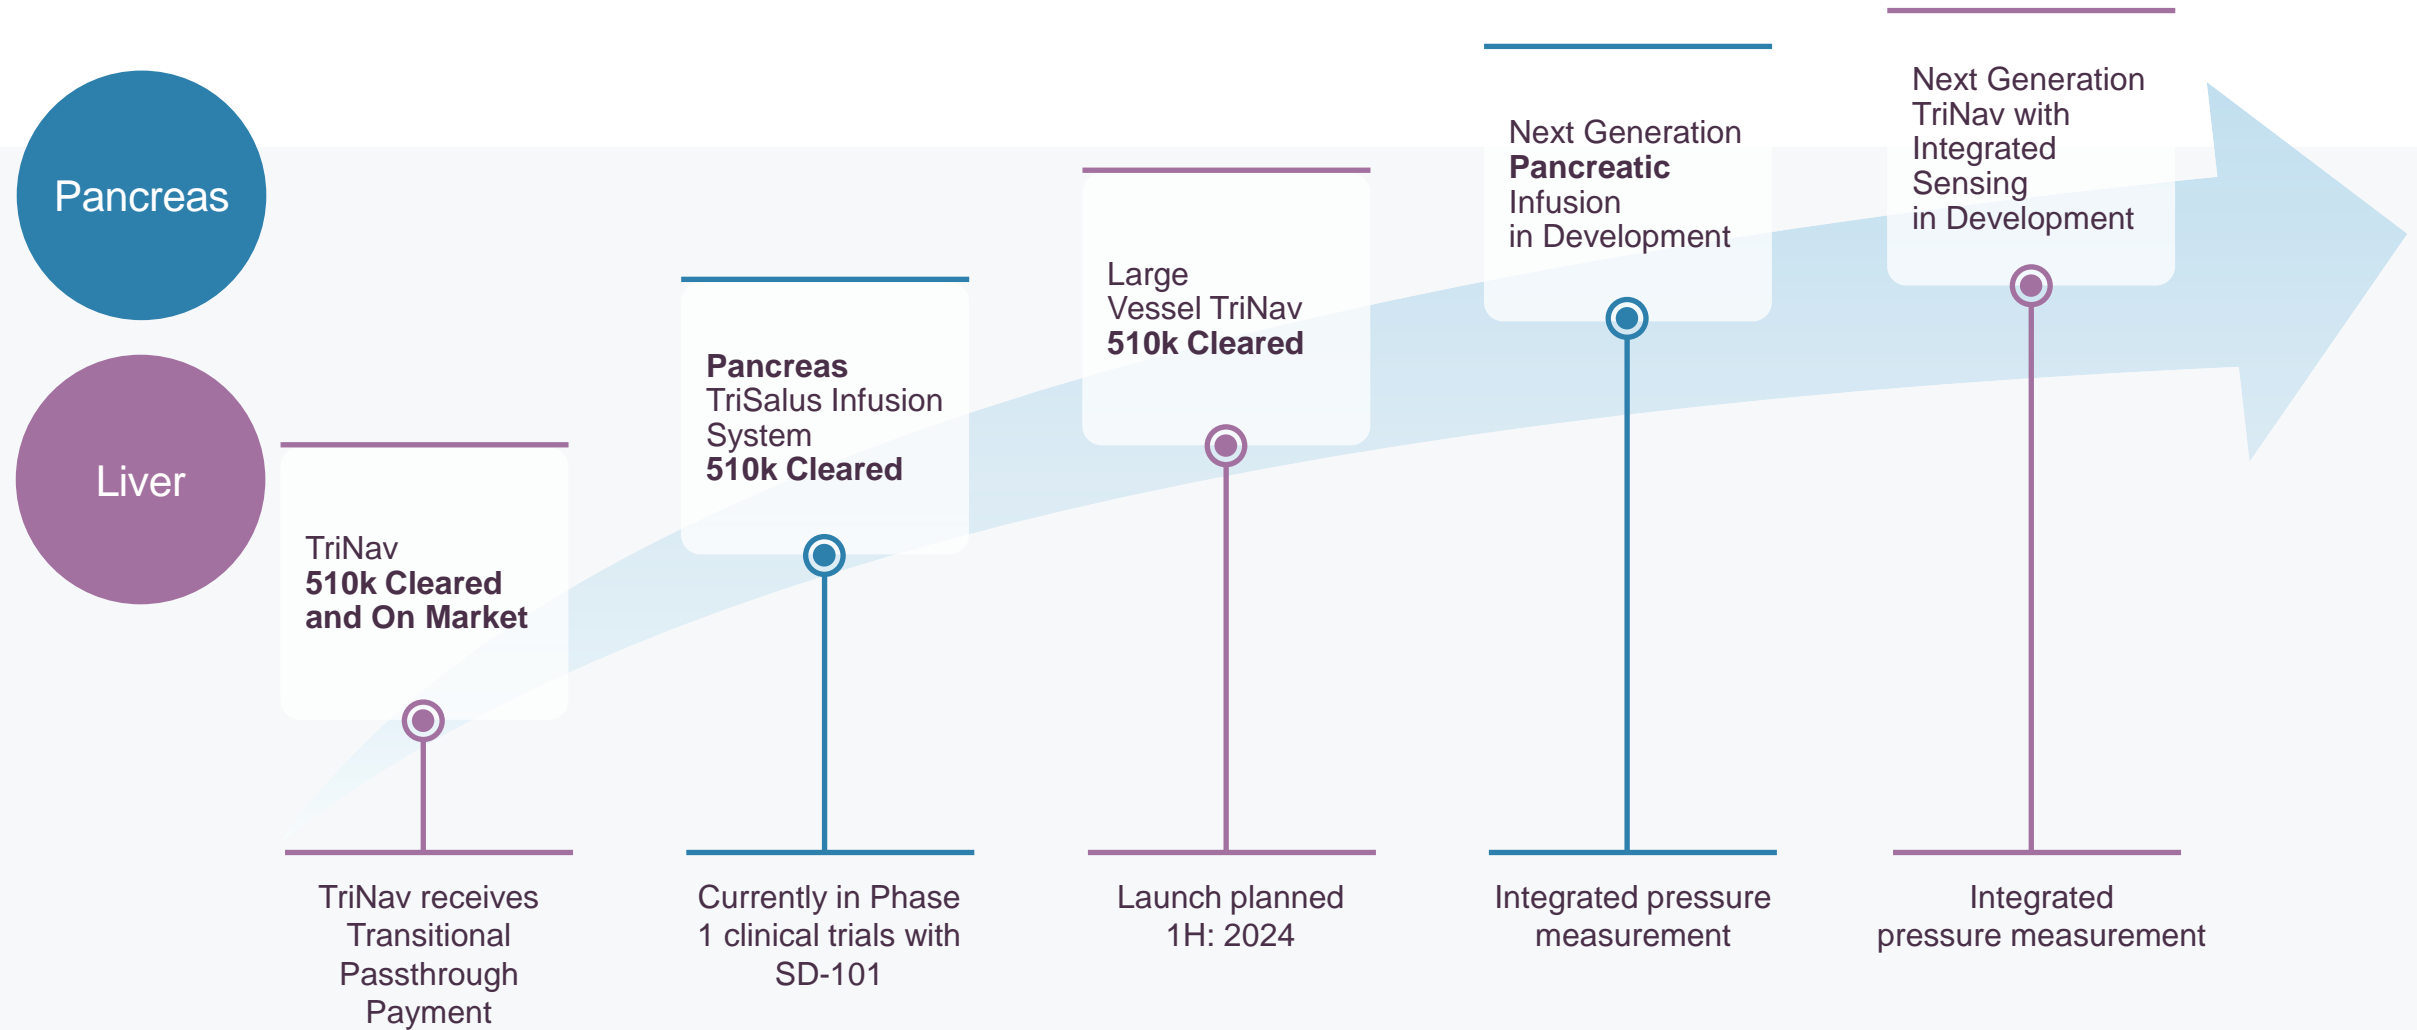 Pancreas
Liver
TriNav
510k Cleared
and On Market
TriNav receives
Transitional
Passthrough
Payment
Pancreas
TriSalus Infusion
System
510k Cleared
Currently in Phase
1 clinical trials with
SD-101
Large
Vessel TriNav
510k Cleared
Launch planned
1H: 2024
Next Generation
Pancreatic
Infusion
in Development
Integrated pressure
measurement
Next Generation
TriNav with
Integrated
Sensing
in Development
Integrated
pressure measurement